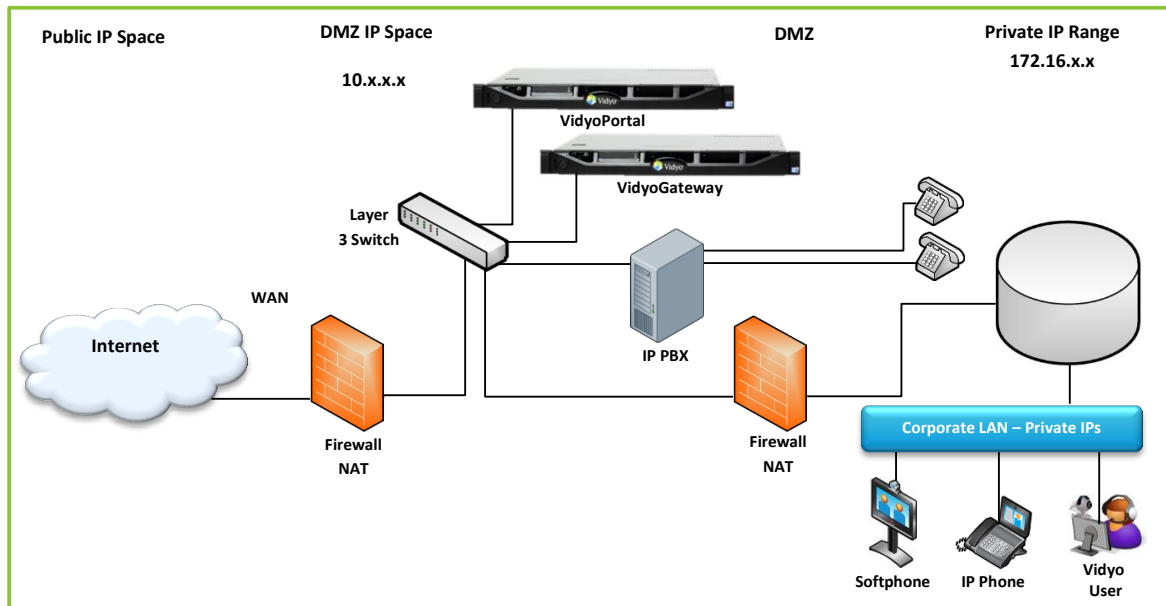 Public IP Space
DMZ IP Space
10.x.x.x
DMZ
Private IP Range
172.16.x.x
Vidyo
VidyoPortal
Vidyo
VidyoGateway
Layer
3 Switch
WAN
Internet
IP PBX
Firewall
NAT
Firewall
NAT
Corporate LAN – Private IPs
Softphone
IP Phone
Vidyo
User